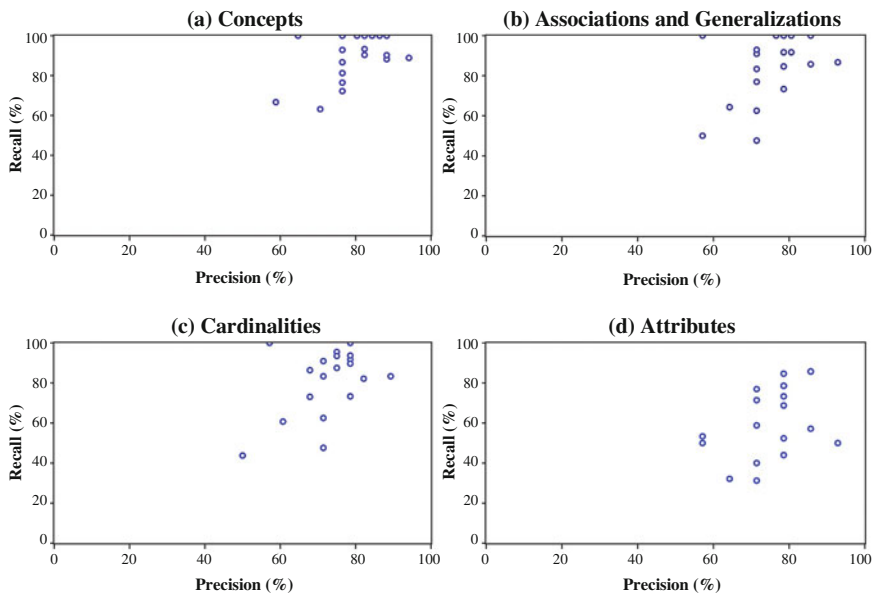 (a) Concepts
100
80
60
40
20
0
Recall (%)
0 20 40 60 80 100
Precision (%)
(b) Associations and Generalizations
100
80
60
40
20
0
Recall (%)
0 20 40 60 80 100
Precision (%)
(c) Cardinalities
100
80
60
40
20
0
Recall (%)
0 20 40 60 80 100
Precision (%)
(d) Attributes
100
80
60
40
20
0
Recall (%)
0 20 40 60 80 100
Precision (%)